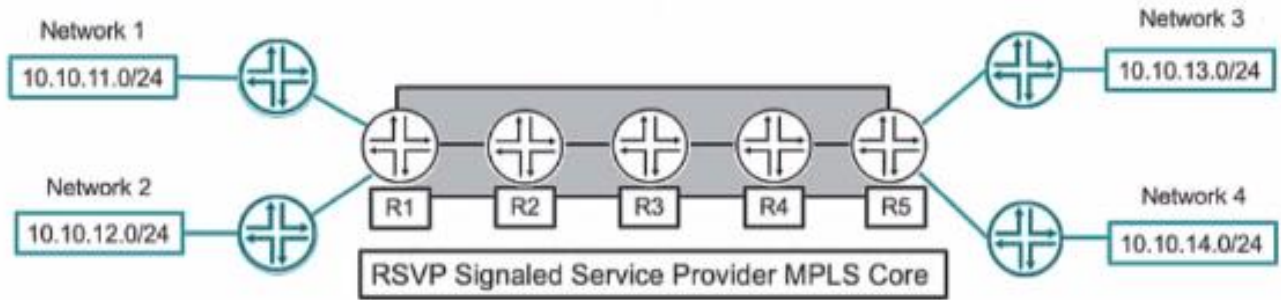 Network 1
10.10.11.0/24
Network 3
10.10.13.0/24
Network 2
10.10.12.0/24
R1
R2
R3
R4
R5
Network 4
10.10.14.0/24
RSVP Signaled Service Provider MPLS Core